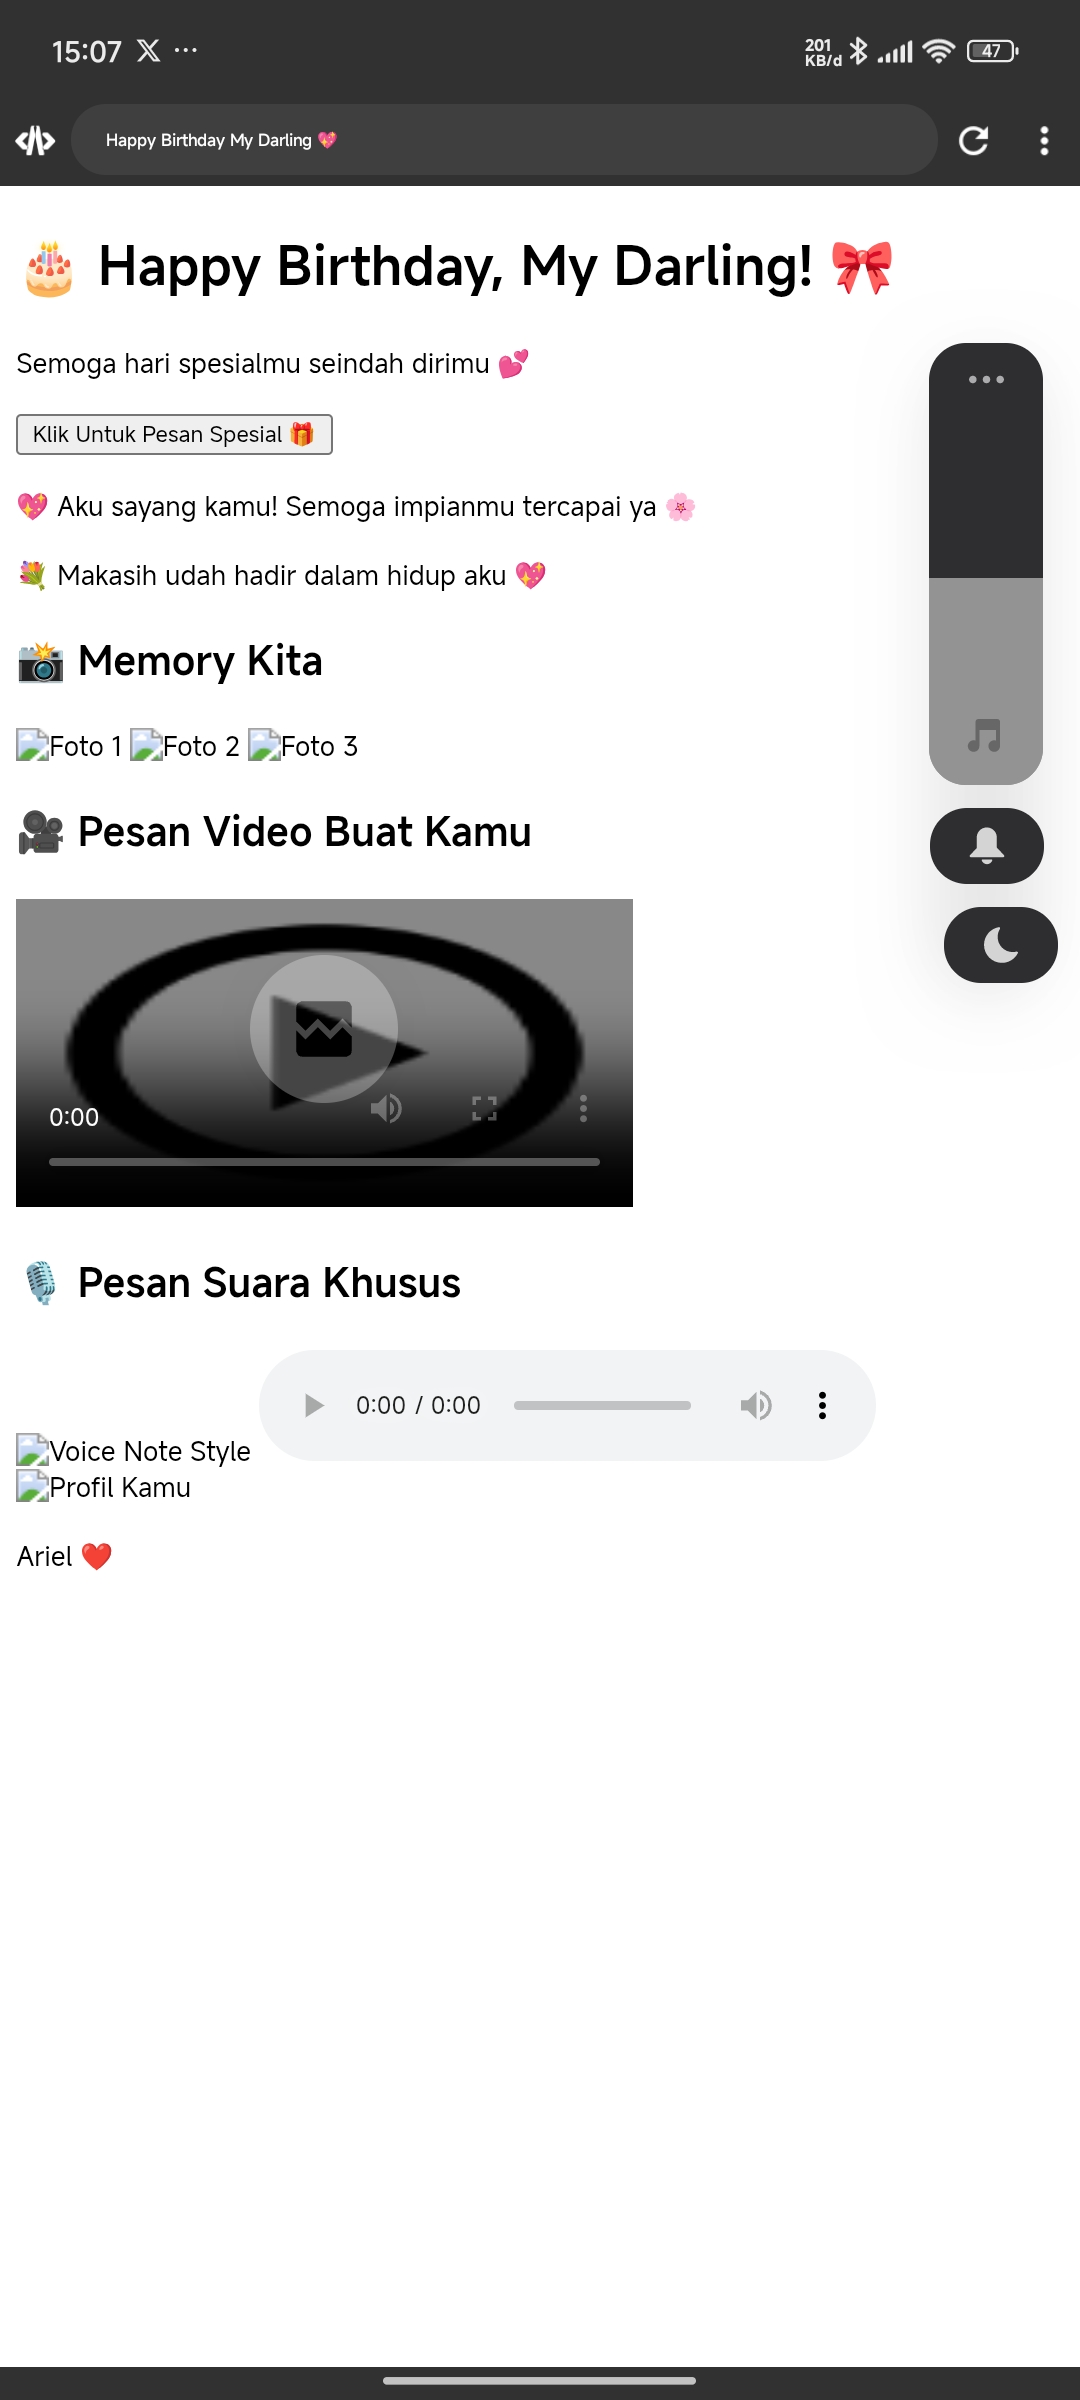 15:07
201
KB/d
47
Happy Birthday My Darling 💖
🎂 Happy Birthday, My Darling! 🎀
Semoga hari spesialmu seindah dirimu 💕
Klik Untuk Pesan Spesial 🎁
💖 Aku sayang kamu! Semoga impianmu tercapai ya 🌸
💐 Makasih udah hadir dalam hidup aku 💖
📸 Memory Kita
Foto 1 Foto 2 Foto 3
🎥 Pesan Video Buat Kamu
0:00
🎙️ Pesan Suara Khusus
0:00 / 0:00
Voice Note Style
Profil Kamu
Ariel ❤️